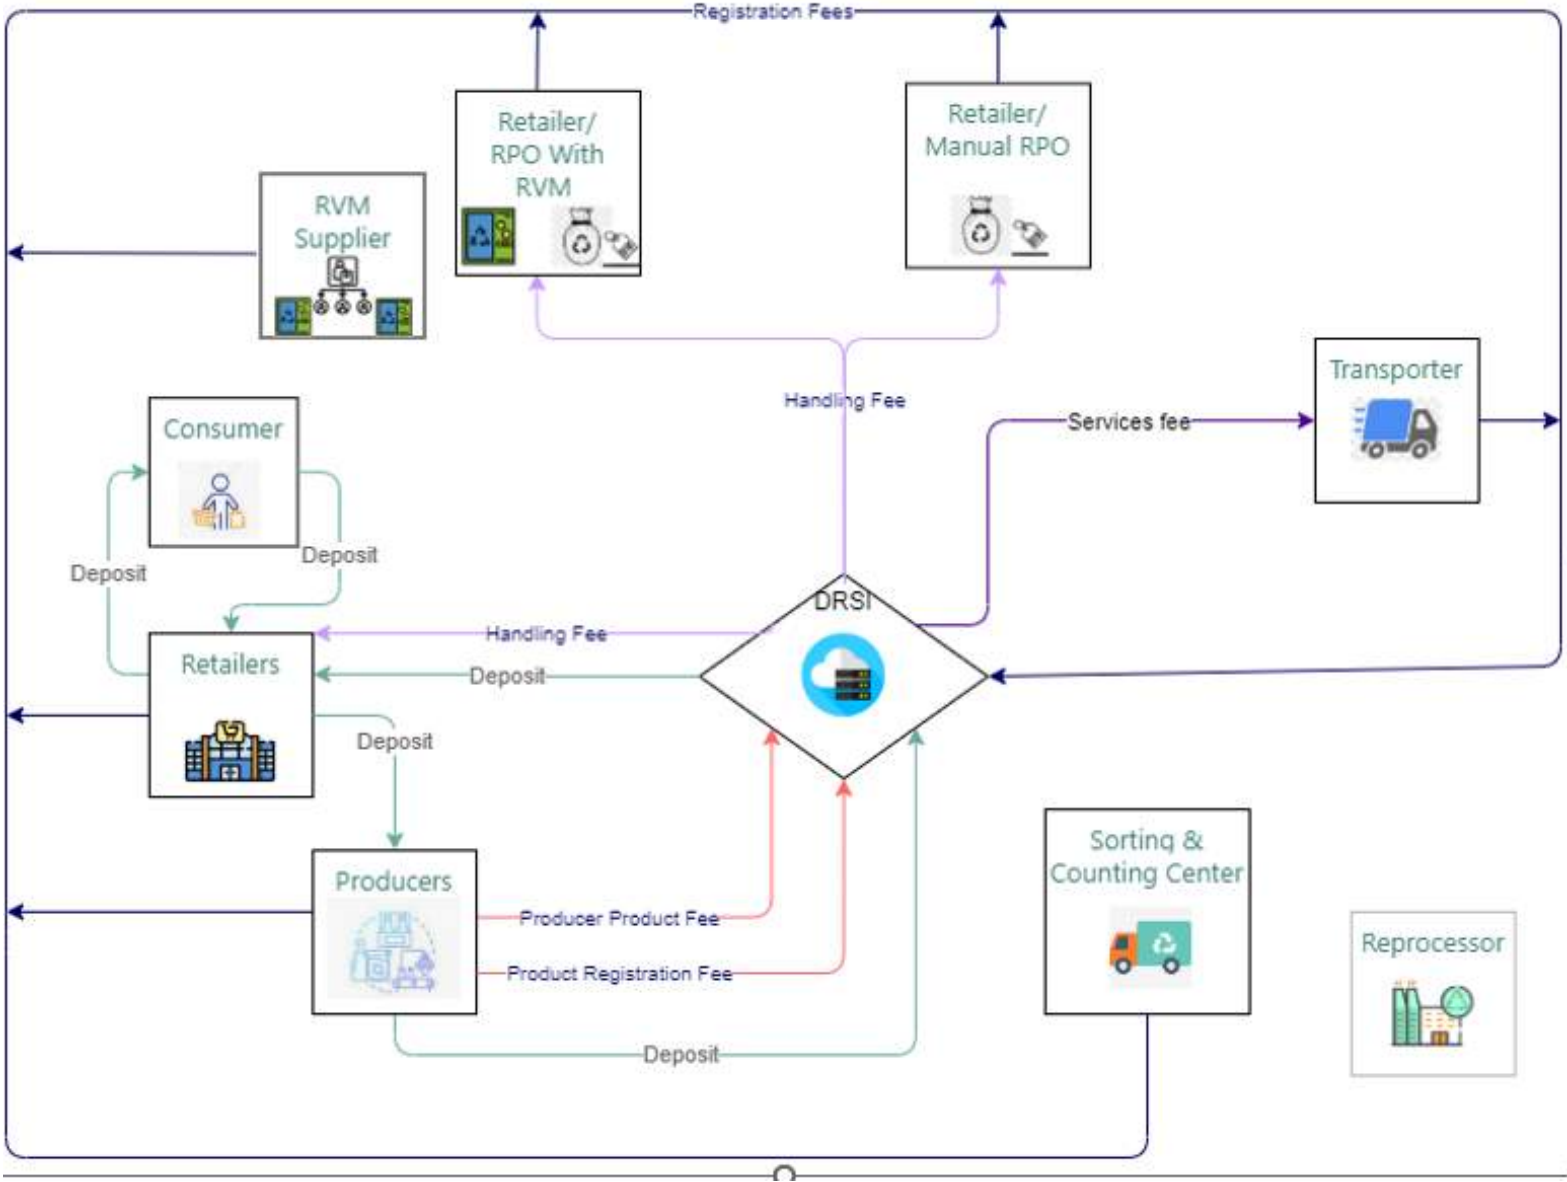 Registration Fees
Retailer/
RPO With
RVM
Retailer/
Manual RPO
RVM
Supplier
Transporter
Handling Fee
Services fee
Consumer
Deposit
Deposit
DRSI
Handling Fee
Retailers
Deposit
Deposit
Sorting &
Counting Center
Producers
Producer Product Fee
Reprocessor
Product Registration Fee
Deposit